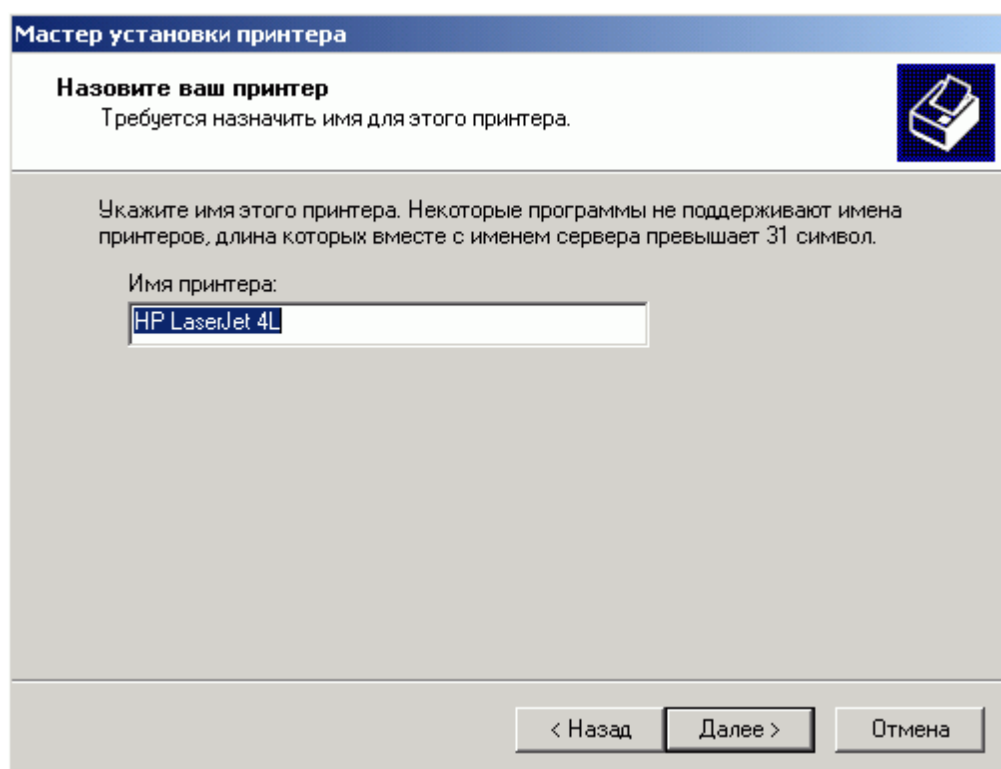 Мастер установки принтера
Назовите ваш принтер
Требуется назначить имя для этого принтера.
Укажите имя этого принтера. Некоторые программы не поддерживают имена
принтеров, длина которых вместе с именем сервера превышает 31 символ.
Имя принтера:
HP LaserJet 4L
< Назад Далее > Отмена